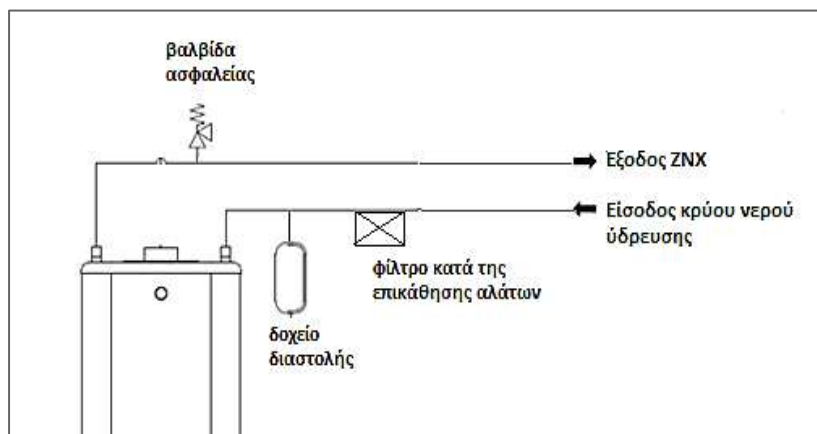 βαλβίδα
ασφαλείας
Έξοδος ΖΝΧ
Είσοδος κρύου νερού
ύδρευσης
φίλτρο κατά της
επικάθησης αλάτων
δοχείο
διαστολής